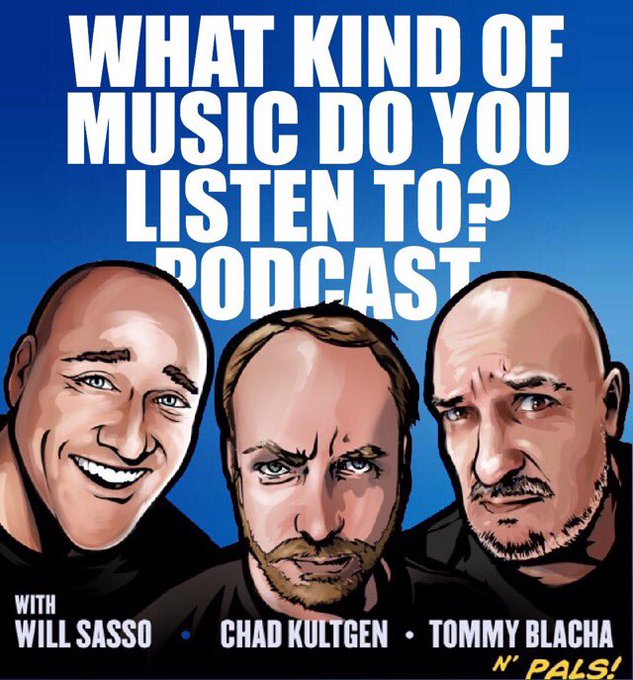 WHAT KIND OF
MUSIC DO YOU
LISTEN TO?
PODCAST
WITH
WILL SASSO • CHAD KULTGEN • TOMMY BLACHA
N' PALS!